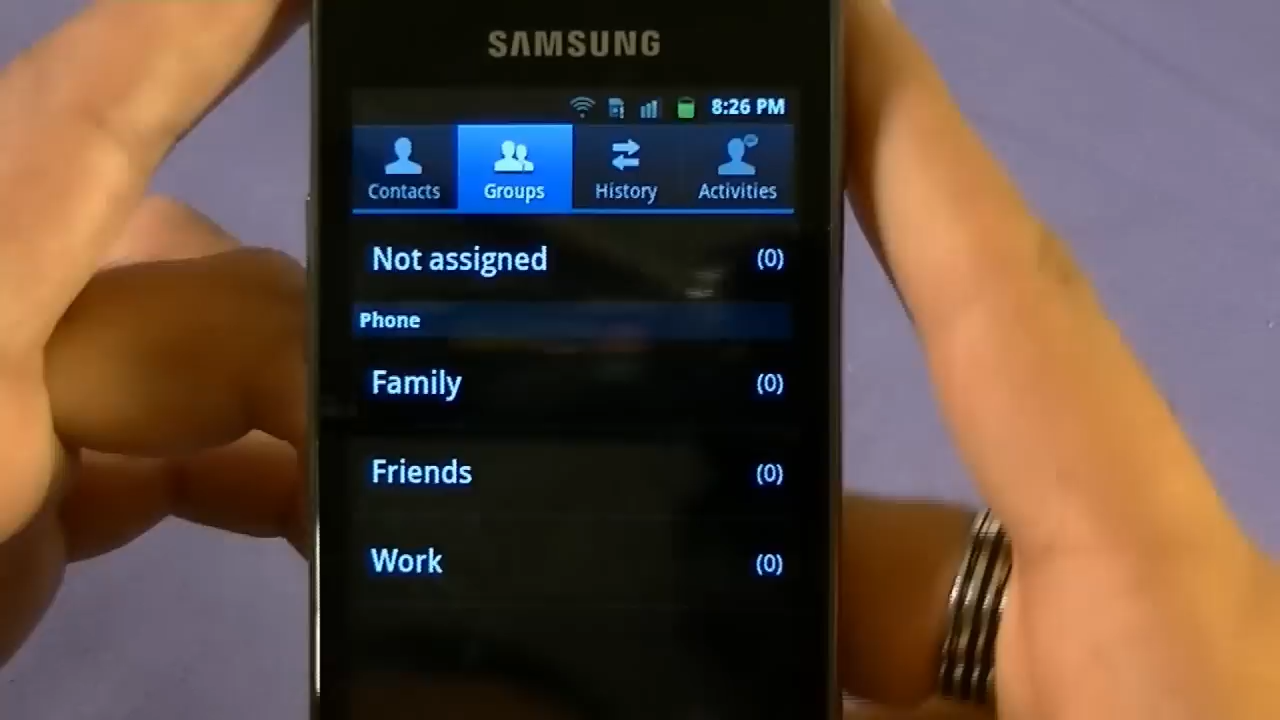 SAMSUNG
8:26 PM
Contacts Groups History Activities
Not assigned (0)
Phone
Family (0)
Friends (0)
Work (0)